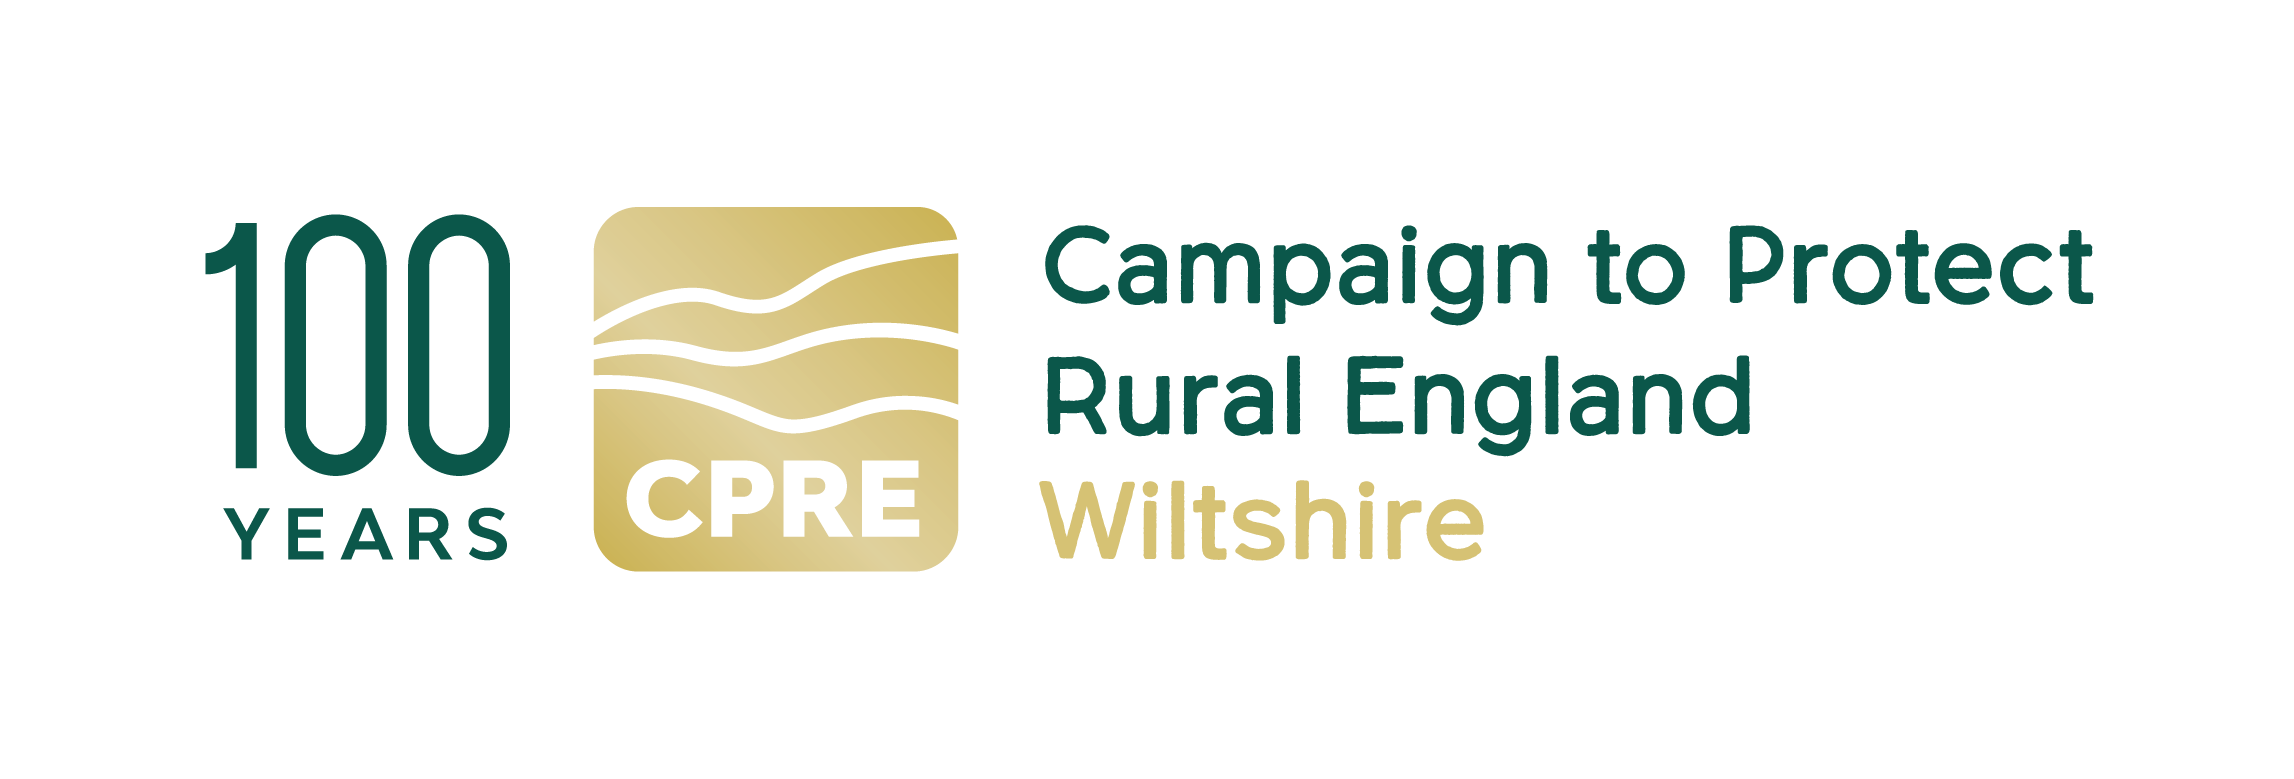 100
YEARS
CPRE
Campaign to Protect
Rural England
Wiltshire